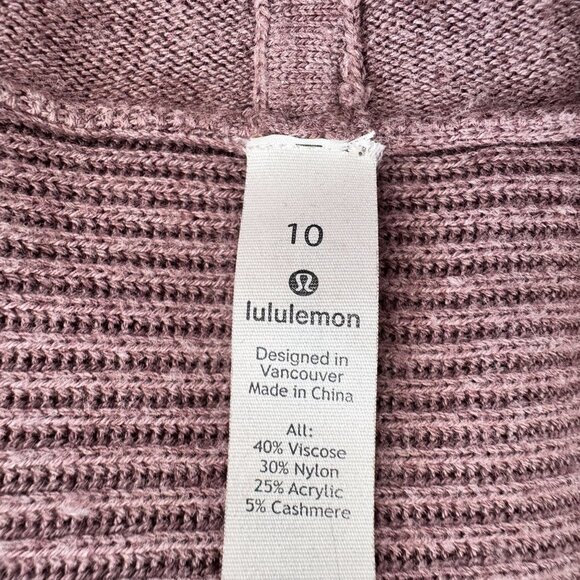 10
lululemon
Designed in
Vancouver
Made in China
All:
40% Viscose
30% Nylon
25% Acrylic
5% Cashmere